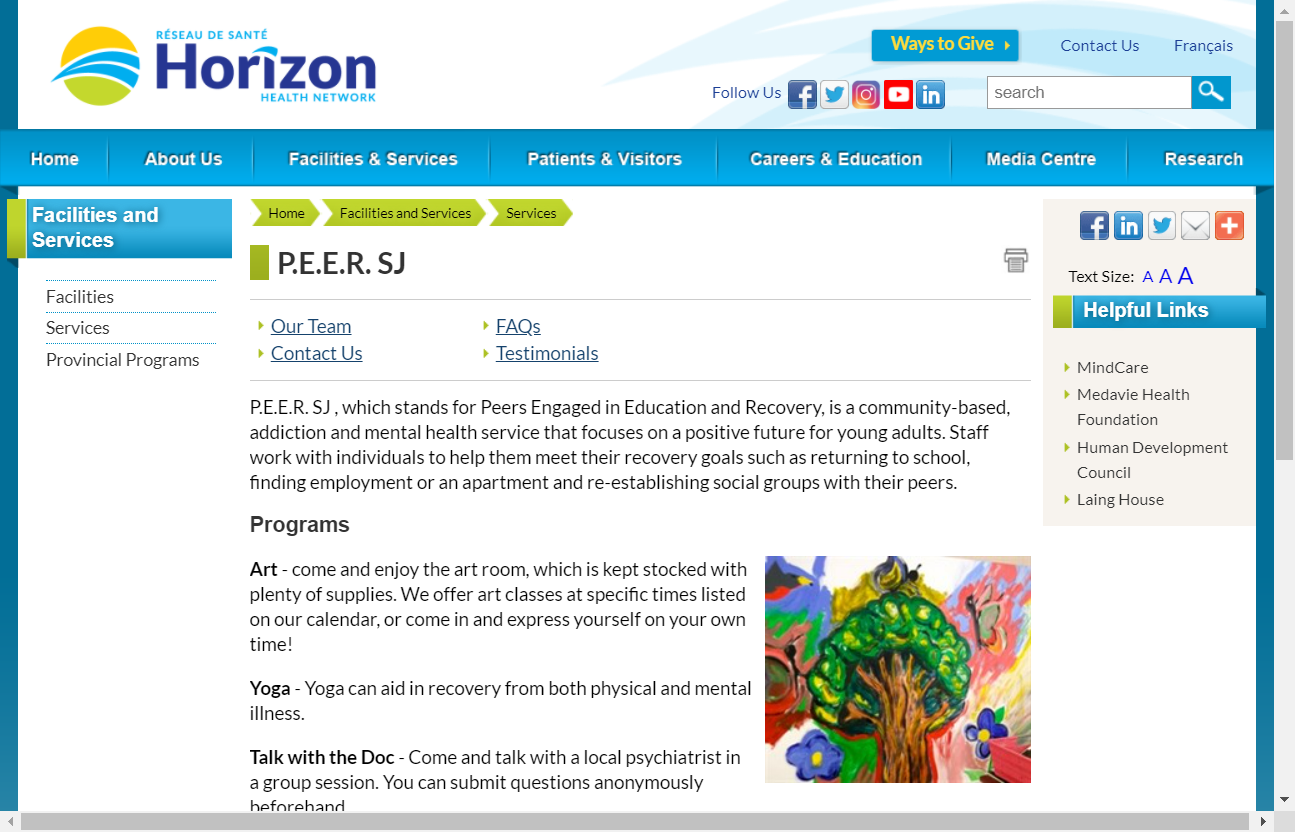 RÉSEAU DE SANTÉ
Horizon
HEALTH NETWORK
Ways to Give
Contact Us
Français
Follow Us
search
Home
About Us
Facilities & Services
Patients & Visitors
Careers & Education
Media Centre
Research
Facilities and
Services
Facilities
Services
Provincial Programs
Home
Facilities and Services
Services
P.E.E.R. SJ
Our Team
FAQs
Contact Us
Testimonials
P.E.E.R. SJ , which stands for Peers Engaged in Education and Recovery, is a community-based,
addiction and mental health service that focuses on a positive future for young adults. Staff
work with individuals to help them meet their recovery goals such as returning to school,
finding employment or an apartment and re-establishing social groups with their peers.
Programs
Art - come and enjoy the art room, which is kept stocked with
plenty of supplies. We offer art classes at specific times listed
on our calendar, or come in and express yourself on your own
time!
Yoga - Yoga can aid in recovery from both physical and mental
illness.
Talk with the Doc - Come and talk with a local psychiatrist in
a group session. You can submit questions anonymously
beforehand
Text Size: A A A
Helpful Links
MindCare
Medavie Health
Foundation
Human Development
Council
Laing House